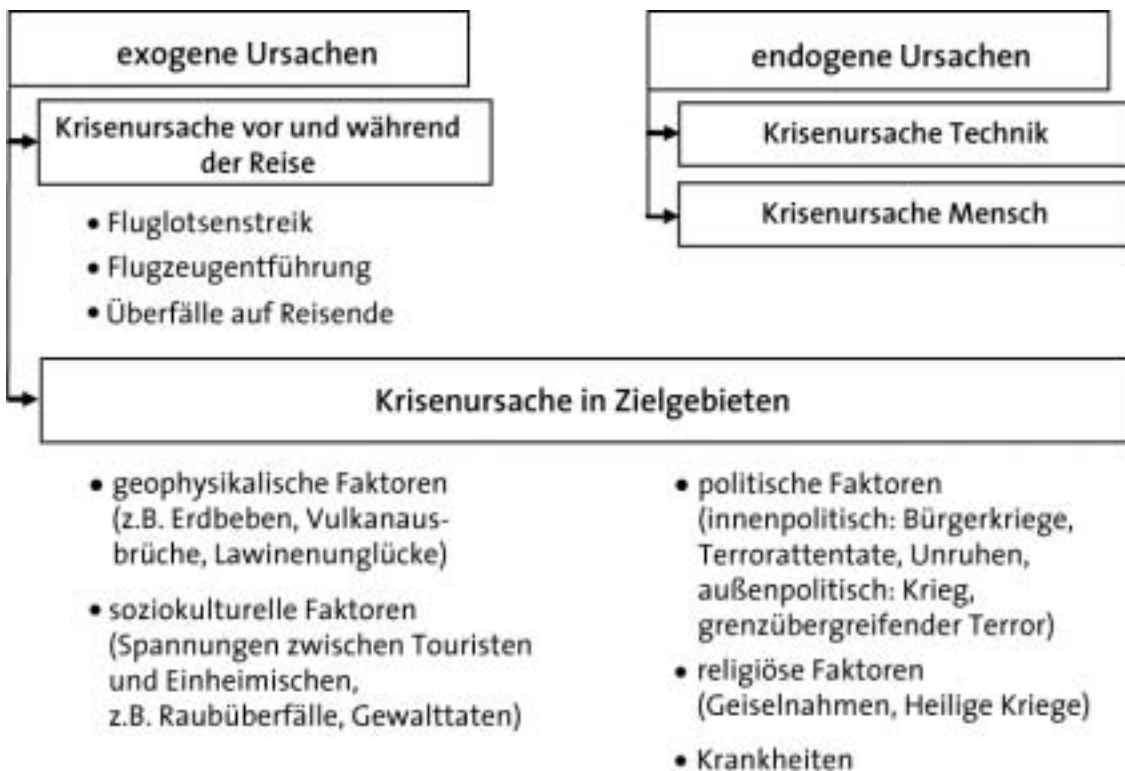 exogene Ursachen
Krisenursache vor und während
der Reise
• Fluglotsenstreik
• Flugzeugentführung
• Überfälle auf Reisende
endogene Ursachen
Krisenursache Technik
Krisenursache Mensch
Krisenursache in Zielgebieten
• geophysikalische Faktoren
(z.B. Erdbeben, Vulkanaus-
brüche, Lawinenunglücke)
• soziokulturelle Faktoren
(Spannungen zwischen Touristen
und Einheimischen,
z.B. Raubüberfälle, Gewalttaten)
• politische Faktoren
(innenpolitisch: Bürgerkriege,
Terrorattentate, Unruhen,
außenpolitisch: Krieg,
grenzübergreifender Terror)
• religiöse Faktoren
(Geiselnahmen, Heilige Kriege)
• Krankheiten